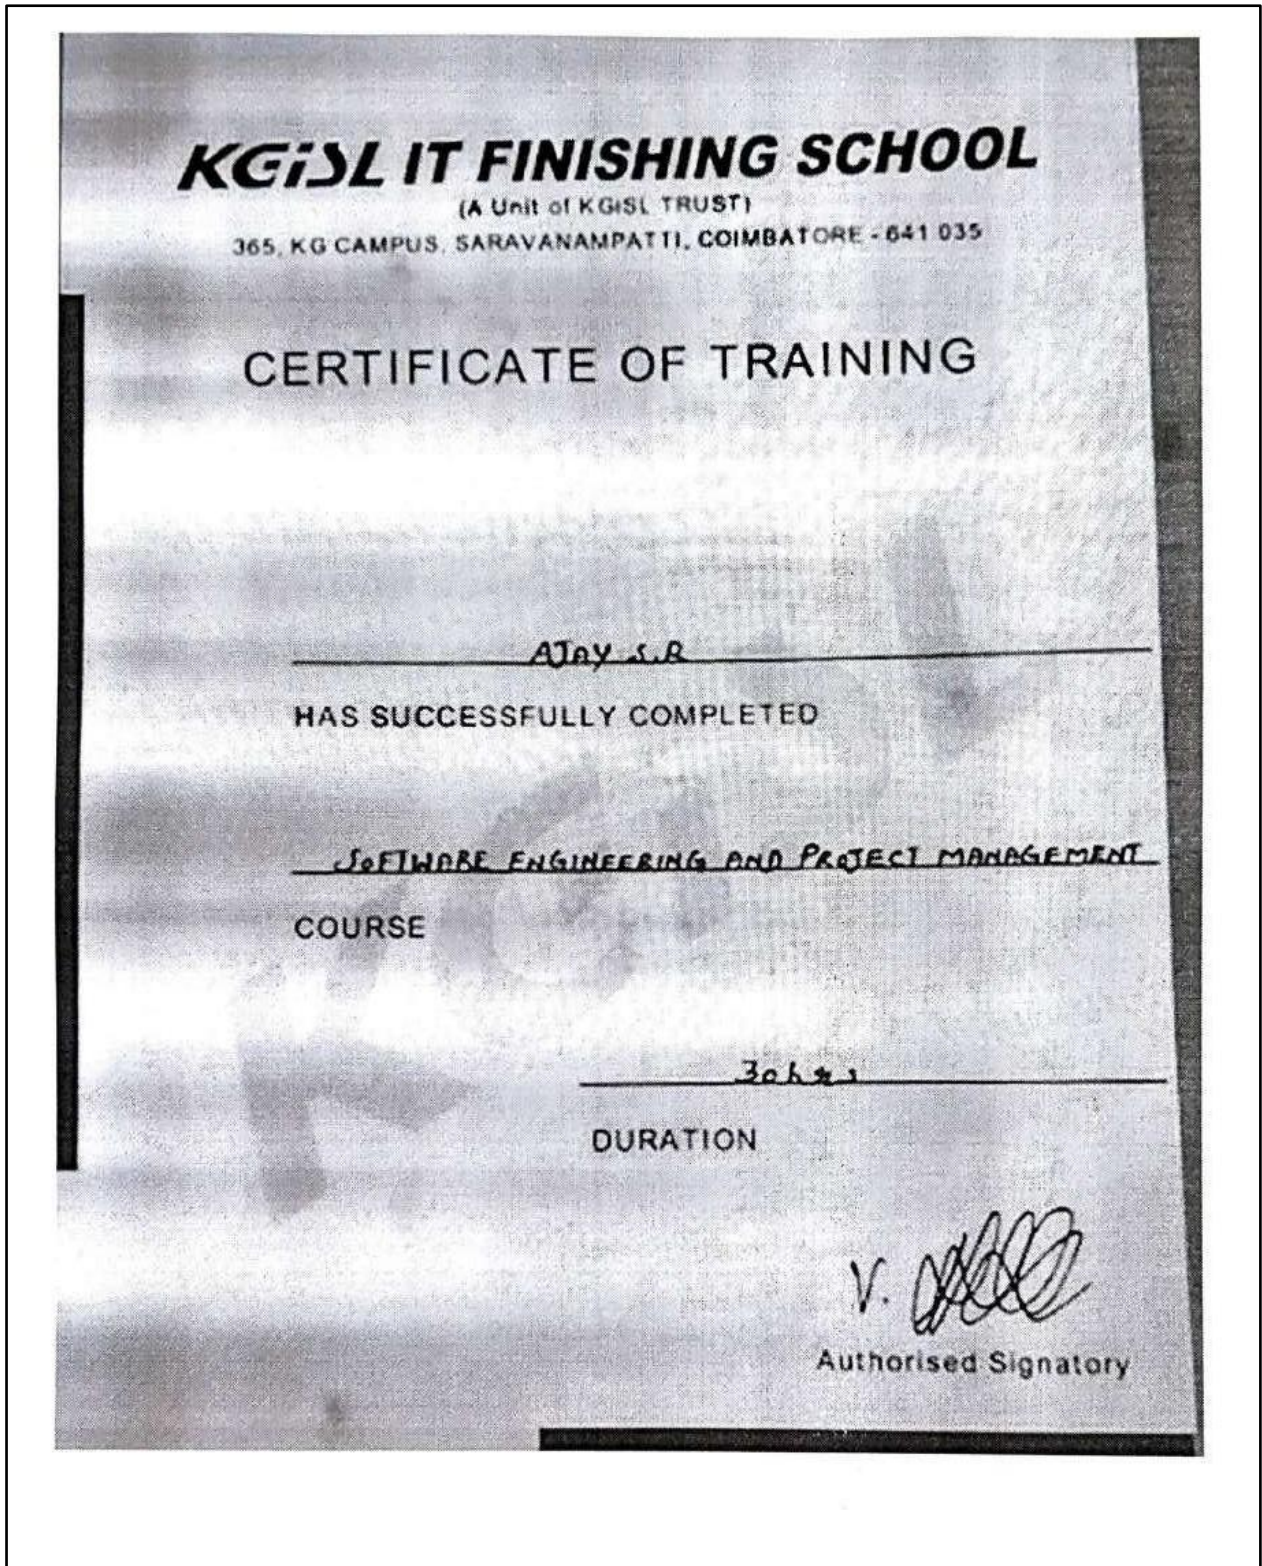 KGiSL IT FINISHING SCHOOL
(A Unit of KGiSL TRUST)
365, KG CAMPUS, SARAVANAMPATTI, COIMBATORE - 641 035
CERTIFICATE OF TRAINING
AJAY S.R
HAS SUCCESSFULLY COMPLETED
SOFTWARE ENGINEERING AND PROJECT MANAGEMENT
COURSE
30hrs
DURATION
V.
Authorised Signatory